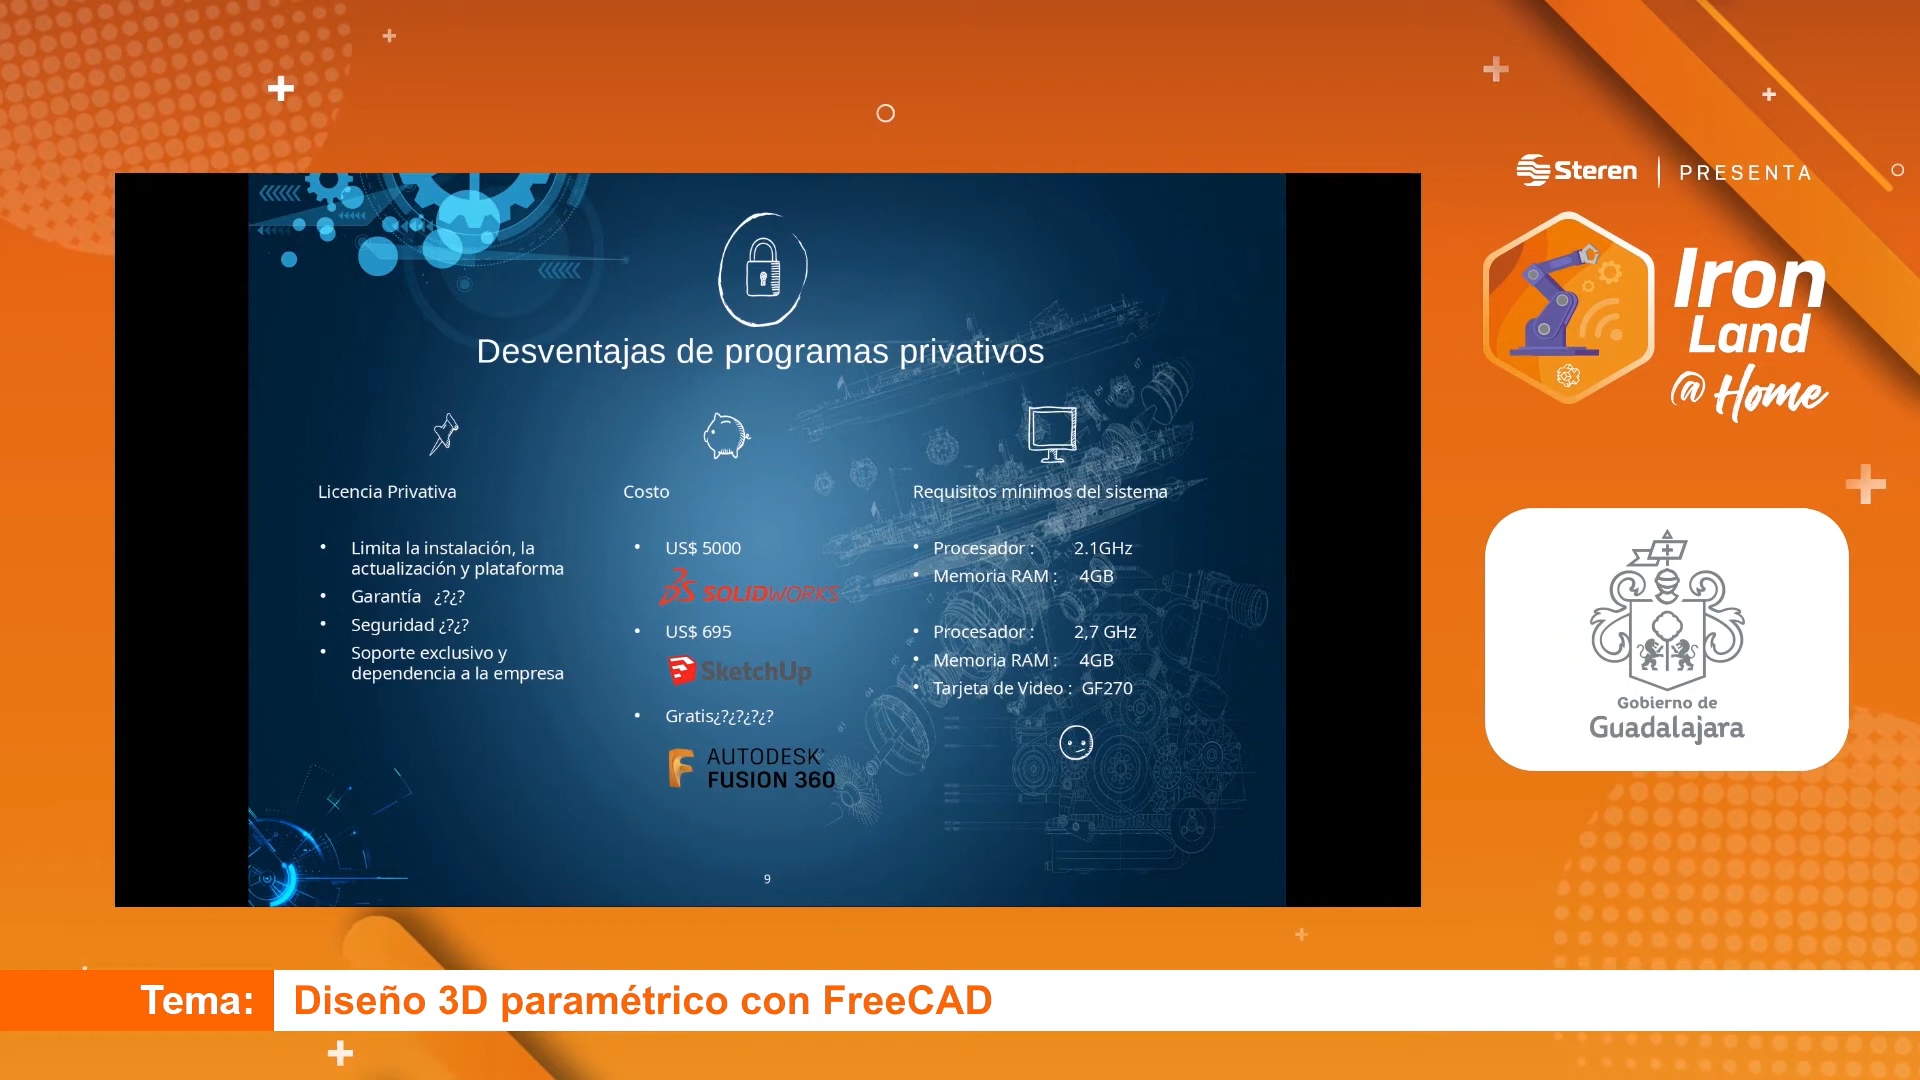 Steren | PRESENTA
Iron
Land
@ Home
Desventajas de programas privativos
Licencia Privativa
• Limita la instalación, la
actualización y plataforma
• Garantía ¿?¿?
• Seguridad ¿?¿?
• Soporte exclusivo y
dependencia a la empresa
Costo
• US$ 5000
SOLIDWORKS
• US$ 695
SketchUp
• Gratis¿?¿?¿?¿?
AUTODESK
FUSION 360
Requisitos mínimos del sistema
• Procesador : 2.1GHz
• Memoria RAM : 4GB
• Procesador : 2,7 GHz
• Memoria RAM : 4GB
• Tarjeta de Video : GF270
9
Gobierno de
Guadalajara
Tema: Diseño 3D paramétrico con FreeCAD